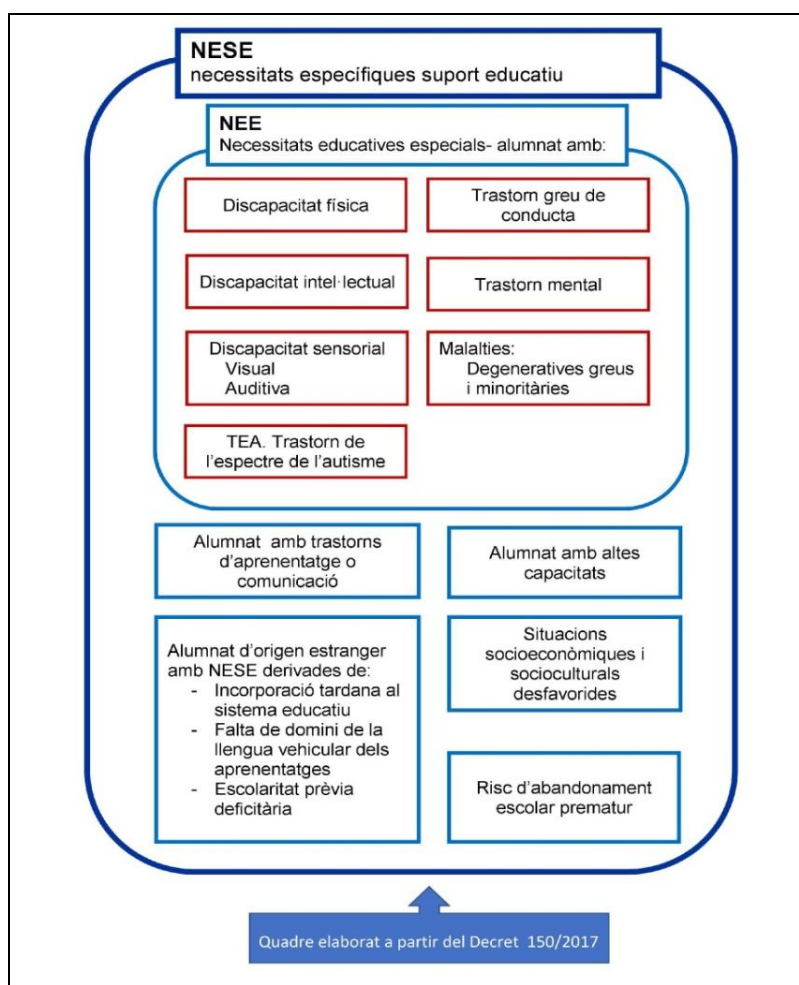 NESE
necessitats específiques suport educatiu
NEE
Necessitats educatives especials- alumnat amb:
Discapacitat física
Trastorn greu de
conducta
Discapacitat intel·lectual
Trastorn mental
Discapacitat sensorial
Visual
Auditiva
Malalties:
Degeneratives greus
i minoritàries
TEA. Trastorn de
l'espectre de l'autisme
Alumnat amb trastorns
d'aprenentatge o
comunicació
Alumnat amb altes
capacitats
Alumnat d'origen estranger
amb NESE derivades de:
- Incorporació tardana al
sistema educatiu
- Falta de domini de la
llengua vehicular dels
aprenentatges
- Escolaritat prèvia
deficitària
Situacions
socioeconòmiques i
socioculturals
desfavorides
Risc d'abandonament
escolar prematur
Quadre elaborat a partir del Decret 150/2017